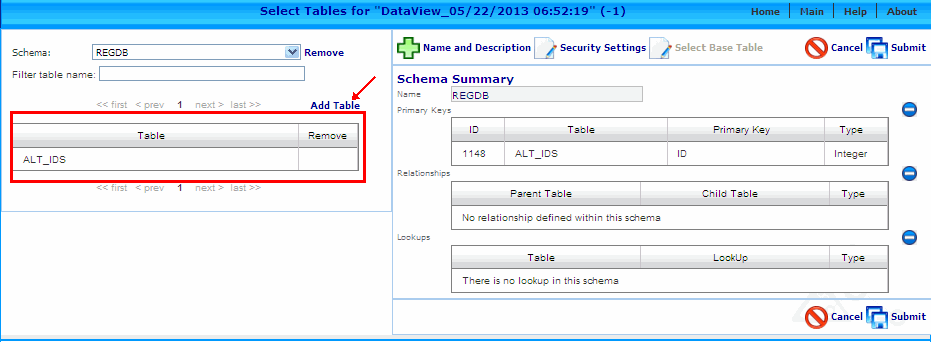 Select Tables for "DataView_05/22/2013 06:52:19" (-1)
Home Main Help About
Schema: REGDB Remove
Filter table name:
<< first < prev 1 next > last >> Add Table
Table Remove
ALT_IDS
<< first < prev 1 next > last >>
Name and Description Security Settings Select Base Table Cancel Submit
Schema Summary
Name REGDB
Primary Keys
ID Table Primary Key Type
1148 ALT_IDS ID Integer
Relationships
Parent Table Child Table Type
No relationship defined within this schema
Lookups
Table LookUp Type
There is no lookup in this schema
Cancel Submit